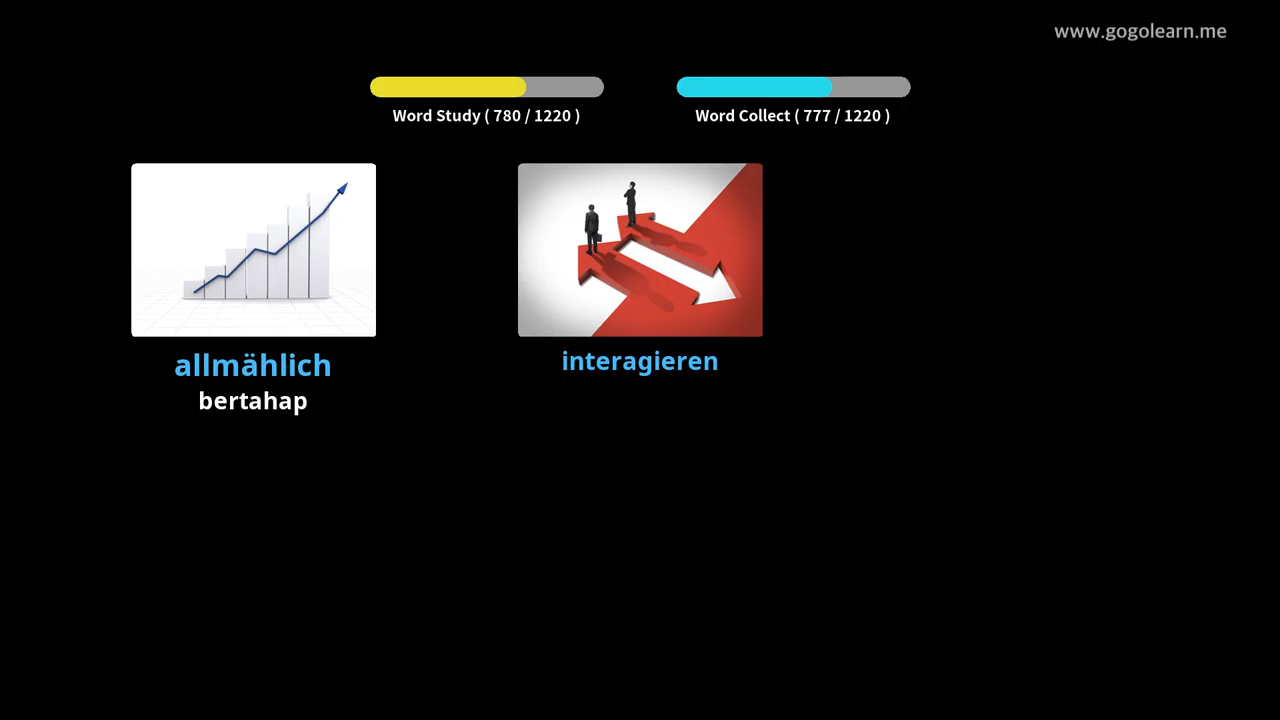 www.gogolearn.me
Word Study ( 780 / 1220 )
Word Collect ( 777 / 1220 )
allmählich
bertahap
interagieren